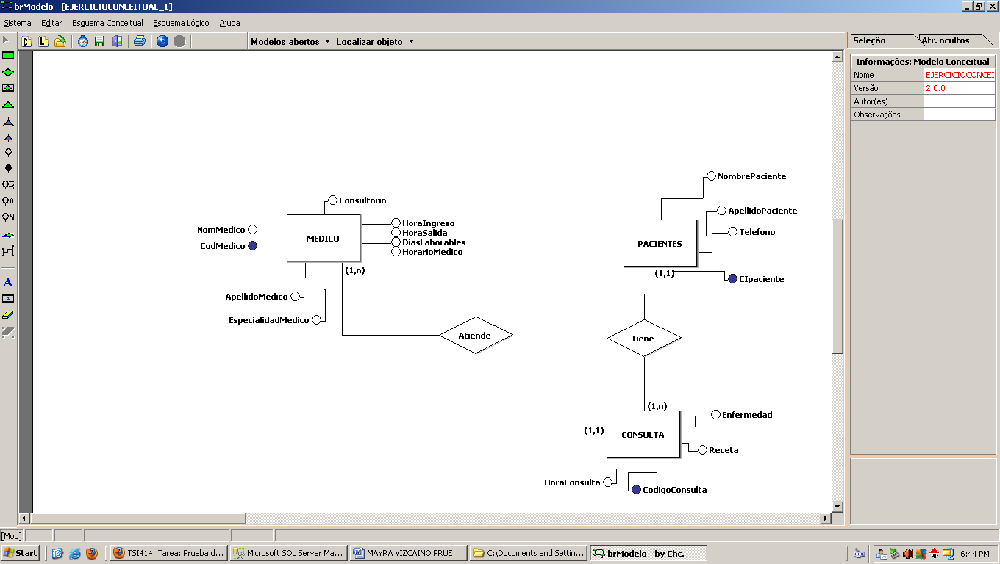 brModelo - [EJERCICIOCONCEITUAL_1]
Sistema Editar Esquema Conceitual Esquema Lógico Ajuda
C L Modelos abertos Localizar objeto
Seleção Atr. ocultos
Informações: Modelo Conceitual
Nome EJERCICIOCONCEI
Versão 2.0.0
Autor(es)
Observações
A
A
NombrePaciente
ApellidoPaciente
Telefono
PACIENTES
(1,1)
CIpaciente
Consultorio
NomMedico
CodMedico
MEDICO
HoraIngreso
HoraSalida
DiasLaborables
HorarioMedico
(1,n)
ApellidoMedico
EspecialidadMedico
Atiende
Tiene
(1,n)
(1,1)
CONSULTA
Enfermedad
Receta
HoraConsulta
CodigoConsulta
[Mod]
Start TSI414: Tarea: Prueba d... Microsoft SQL Server Ma... MAYRA VIZCAINO PRUE... C:\Documents and Settin... brModelo - by Chc. 6:44 PM